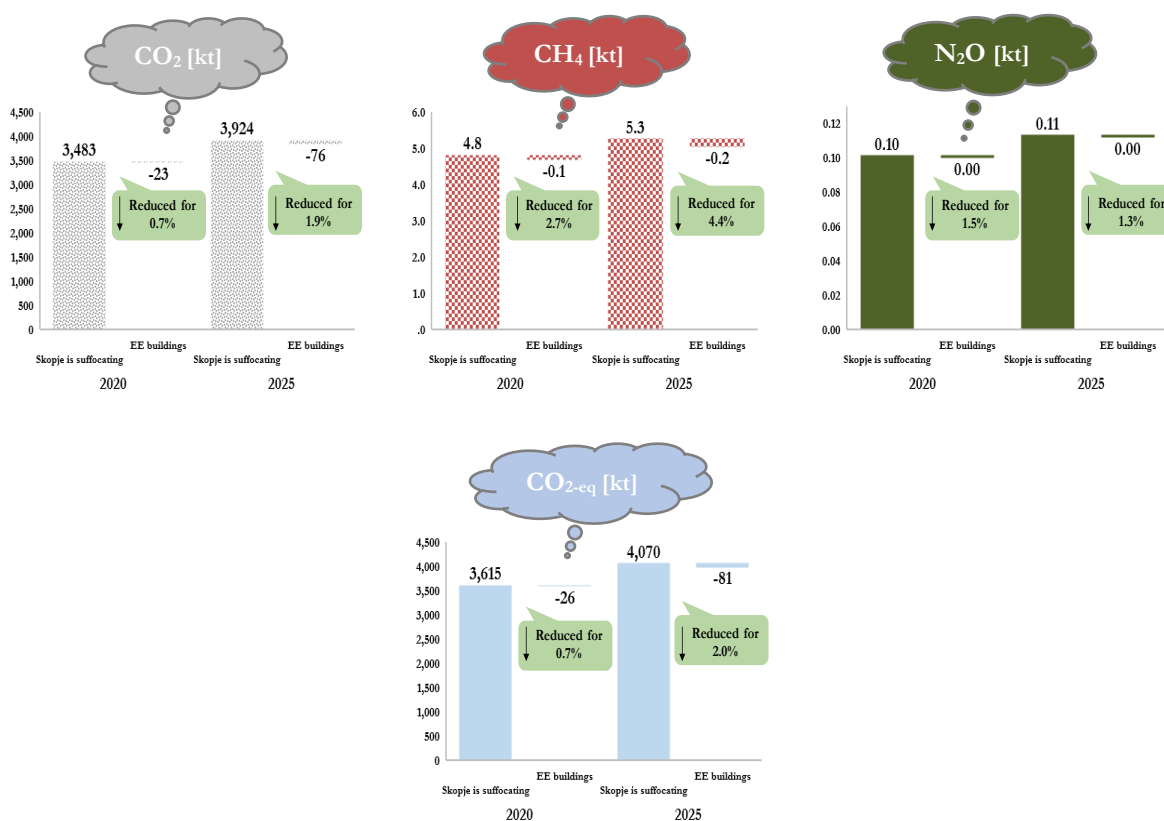 CO₂ [kt]
4,500
4,000
3,500
3,000
2,500
2,000
1,500
1,000
500
0
3,483
-23
3,924
-76
Reduced for
0.7%
Reduced for
1.9%
EE buildings
EE buildings
Skopje is suffocating
Skopje is suffocating
2020
2025
CH₄ [kt]
6.0
5.0
4.0
3.0
2.0
1.0
.0
4.8
-0.1
5.3
-0.2
Reduced for
2.7%
Reduced for
4.4%
EE buildings
EE buildings
Skopje is suffocating
Skopje is suffocating
2020
2025
N₂O [kt]
0.12
0.10
0.08
0.06
0.04
0.02
0.00
0.10
0.00
0.11
0.00
Reduced for
1.5%
Reduced for
1.3%
EE buildings
EE buildings
Skopje is suffocating
Skopje is suffocating
2020
2025
CO₂-eq [kt]
4,500
4,000
3,500
3,000
2,500
2,000
1,500
1,000
500
0
3,615
-26
4,070
-81
Reduced for
0.7%
Reduced for
2.0%
EE buildings
EE buildings
Skopje is suffocating
Skopje is suffocating
2020
2025